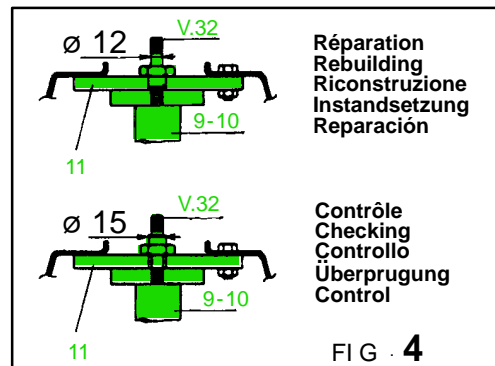 V.32
ø 12
9-10
11
Réparation
Rebuilding
Riconstruzione
Instandsetzung
Reparación
V.32
ø 15
9-10
11
Contrôle
Checking
Controllo
Überprugung
Control
FIG . 4